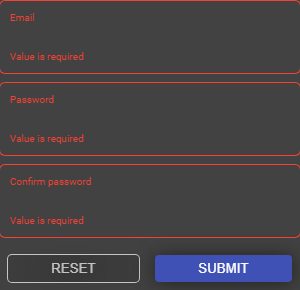 Email
Value is required
Password
Value is required
Confirm password
Value is required
RESET SUBMIT